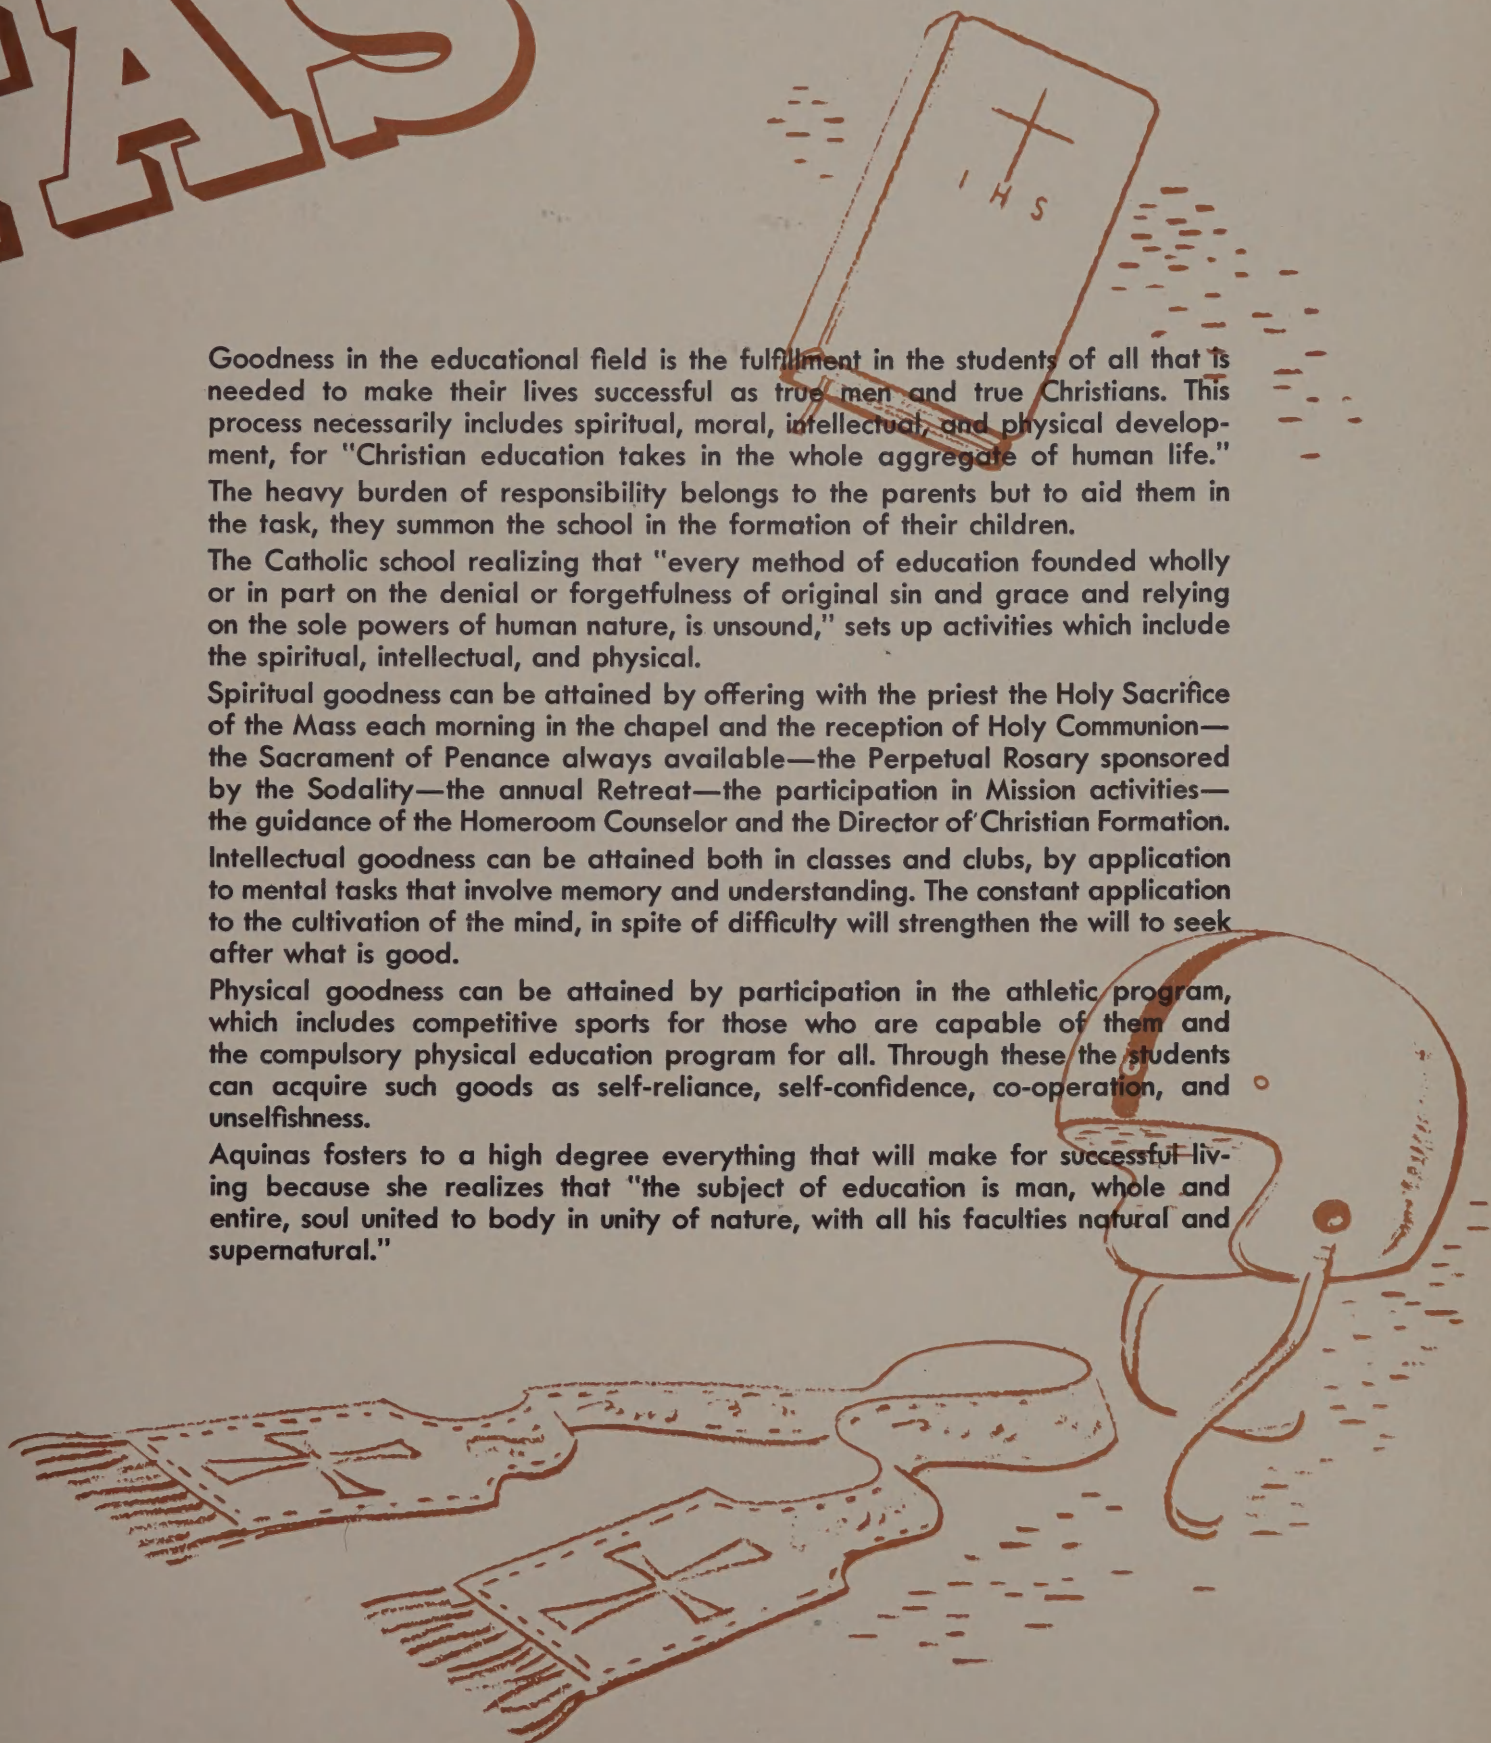 TAS
I H S
Goodness in the educational field is the fulfillment in the students of all that is
needed to make their lives successful as true men and true Christians. This
process necessarily includes spiritual, moral, intellectual, and physical develop-
ment, for "Christian education takes in the whole aggregate of human life."
The heavy burden of responsibility belongs to the parents but to aid them in
the task, they summon the school in the formation of their children.
The Catholic school realizing that "every method of education founded wholly
or in part on the denial or forgetfulness of original sin and grace and relying
on the sole powers of human nature, is unsound," sets up activities which include
the spiritual, intellectual, and physical.
Spiritual goodness can be attained by offering with the priest the Holy Sacrifice
of the Mass each morning in the chapel and the reception of Holy Communion—
the Sacrament of Penance always available—the Perpetual Rosary sponsored
by the Sodality—the annual Retreat—the participation in Mission activities—
the guidance of the Homeroom Counselor and the Director of Christian Formation.
Intellectual goodness can be attained both in classes and clubs, by application
to mental tasks that involve memory and understanding. The constant application
to the cultivation of the mind, in spite of difficulty will strengthen the will to seek
after what is good.
Physical goodness can be attained by participation in the athletic program,
which includes competitive sports for those who are capable of them and
the compulsory physical education program for all. Through these the students
can acquire such goods as self-reliance, self-confidence, co-operation, and
unselfishness.
Aquinas fosters to a high degree everything that will make for successful liv-
ing because she realizes that "the subject of education is man, whole and
entire, soul united to body in unity of nature, with all his faculties natural and
supernatural."